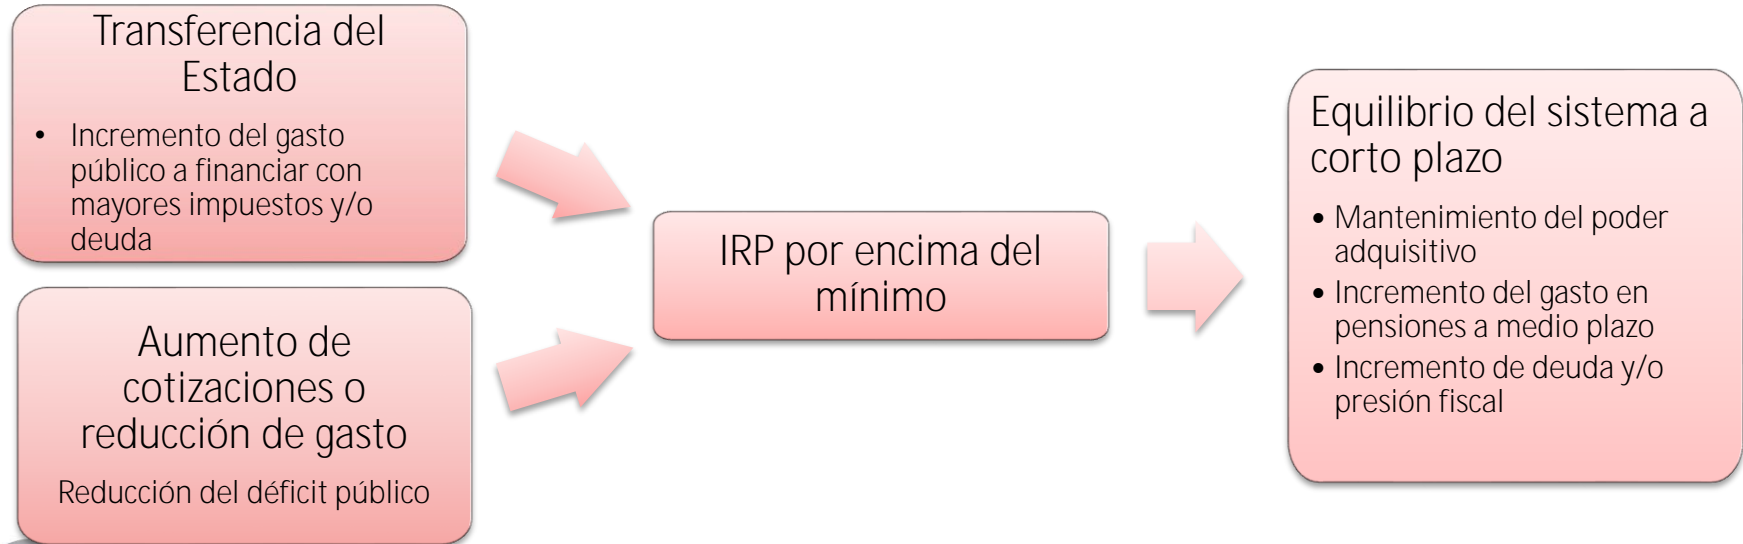 Transferencia del
Estado
• Incremento del gasto
público a financiar con
mayores impuestos y/o
deuda
Aumento de
cotizaciones o
reducción de gasto
Reducción del déficit público
IRP por encima del
mínimo
Equilibrio del sistema a
corto plazo
• Mantenimiento del poder
adquisitivo
• Incremento del gasto en
pensiones a medio plazo
• Incremento de deuda y/o
presión fiscal